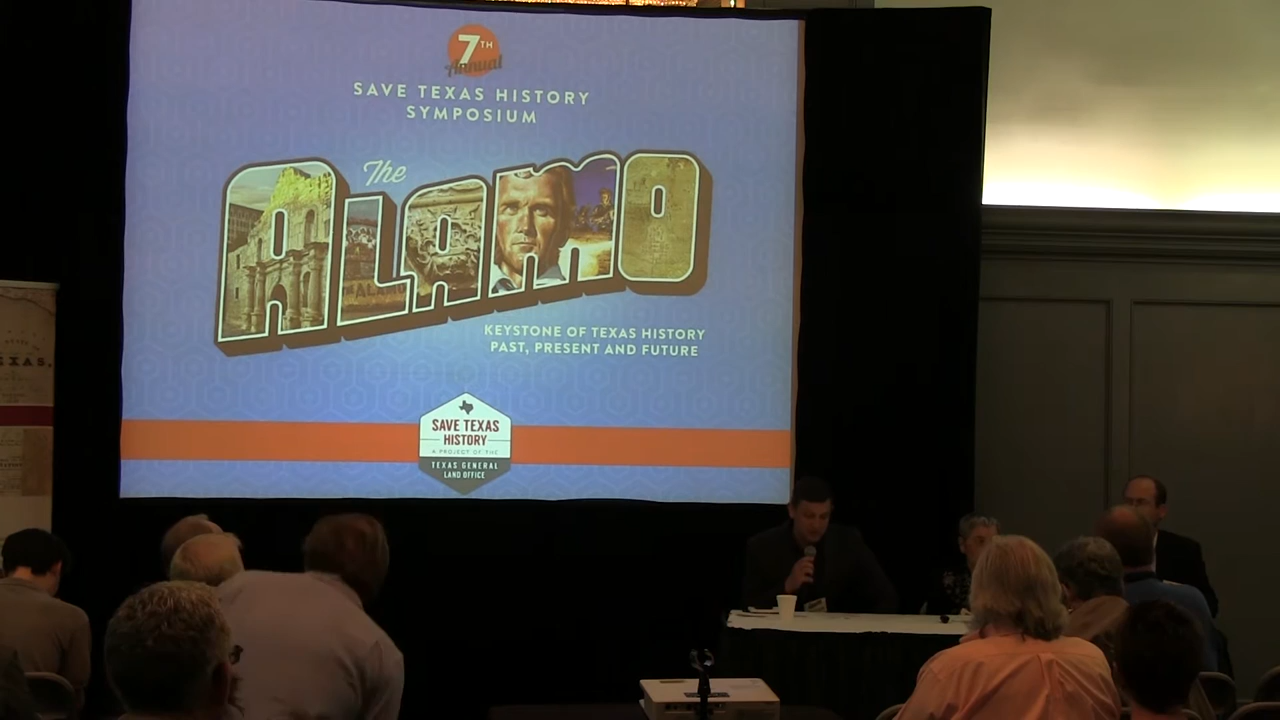 7TH
Annual
SAVE TEXAS HISTORY
SYMPOSIUM
The
ALAMO
KEYSTONE OF TEXAS HISTORY
PAST, PRESENT AND FUTURE
SAVE TEXAS
HISTORY
A PROJECT OF THE
TEXAS GENERAL
LAND OFFICE
EXAS,